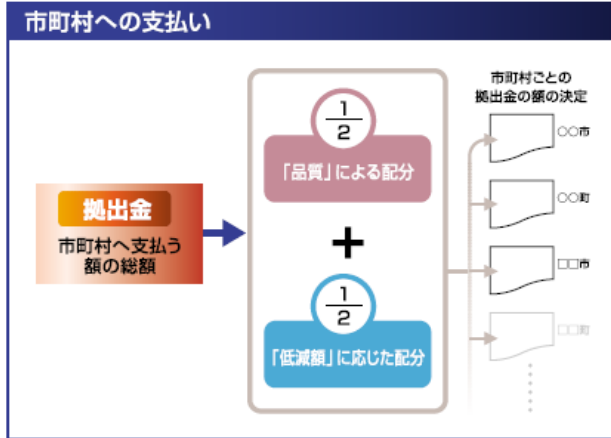 市町村への支払い
市町村ごとの
拠出金の額の決定
拠出金
市町村へ支払う
額の総額
1
2
「品質」による配分
+
1
2
「低減額」に応じた配分
○○市
○○町
□□市
□□町